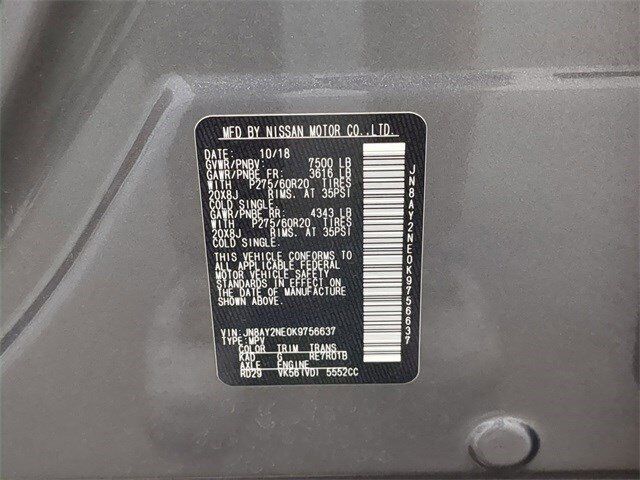 MFD BY NISSAN MOTOR CO.,LTD.
DATE: 10/18
GVWR/PNBV: 7500 LB
GAWR/PNBE FR: 3616 LB
WITH P275/60R20 TIRES
20X8J RIMS. AT 35PSI
COLD SINGLE.
GAWR/PNBE RR: 4343 LB
WITH P275/60R20 TIRES
20X8J RIMS. AT 35PSI
COLD SINGLE.
THIS VEHICLE CONFORMS TO
ALL APPLICABLE FEDERAL
MOTOR VEHICLE SAFETY
STANDARDS IN EFFECT ON
THE DATE OF MANUFACTURE
SHOWN ABOVE.
VIN: JN8AY2NE0K9756637
TYPE: MPV
COLOR TRIM TRANS
KAD G RE7R01B
AXLE ENGINE
RD29 VK56(VD) 5552CC
JN8AY2NE0K9756637